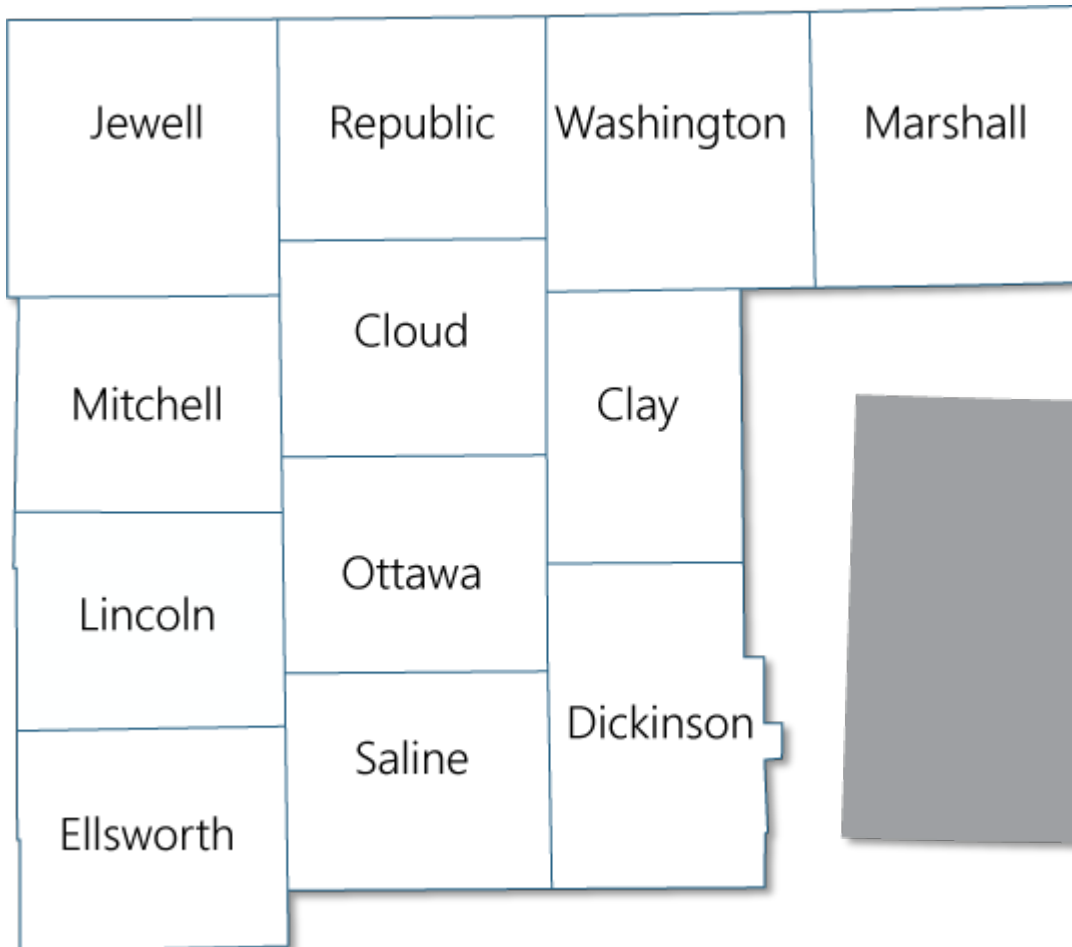 Jewell
Republic
Washington
Marshall
Cloud
Mitchell
Clay
Ottawa
Lincoln
Dickinson
Saline
Ellsworth